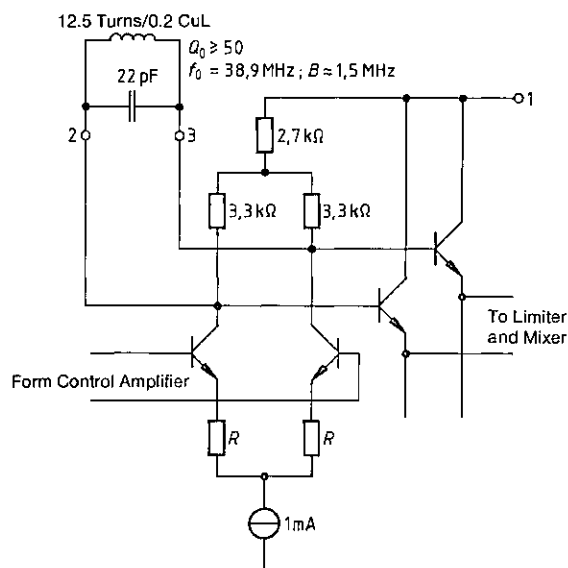 12.5 Turns/0.2 CuL
Q₀ ≥ 50
f₀ = 38,9 MHz ; B ≈ 1,5 MHz
22 pF
1
2
3
2,7 kΩ
3,3 kΩ
3,3 kΩ
To Limiter
and Mixer
Form Control Amplifier
R
R
1mA